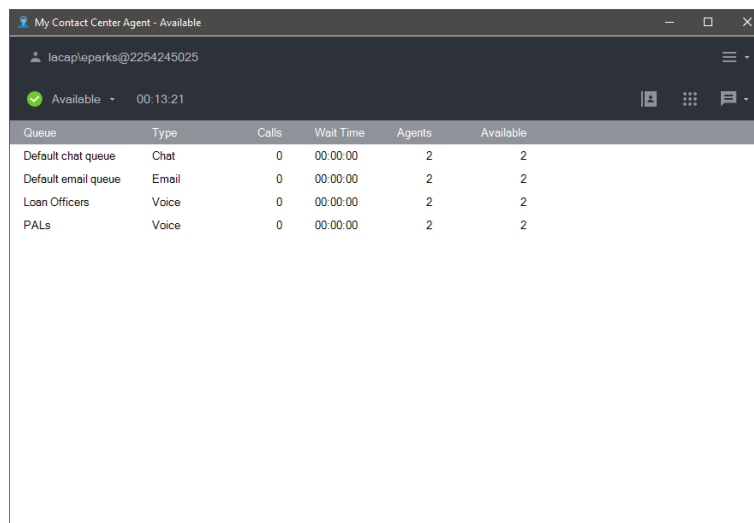 My Contact Center Agent - Available
lacap\eparks@2254245025
Available 00:13:21
Queue Type Calls Wait Time Agents Available
Default chat queue Chat 0 00:00:00 2 2
Default email queue Email 0 00:00:00 2 2
Loan Officers Voice 0 00:00:00 2 2
PALs Voice 0 00:00:00 2 2